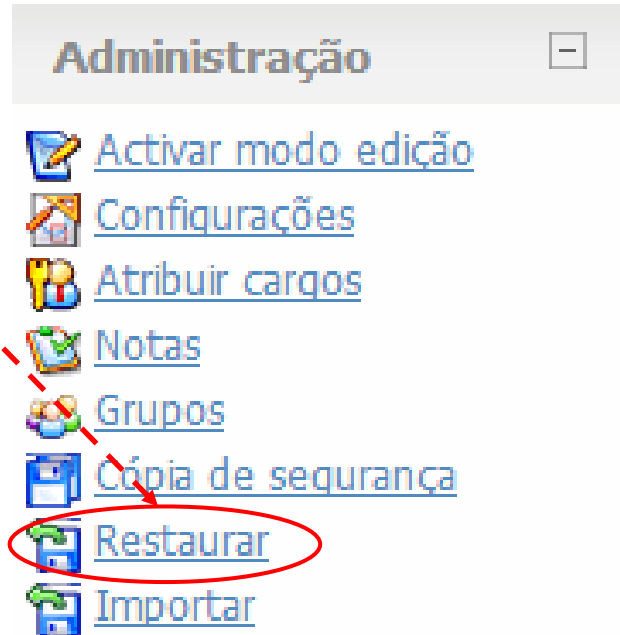 Administração
Activar modo edição
Configurações
Atribuir cargos
Notas
Grupos
Cópia de segurança
Restaurar
Importar